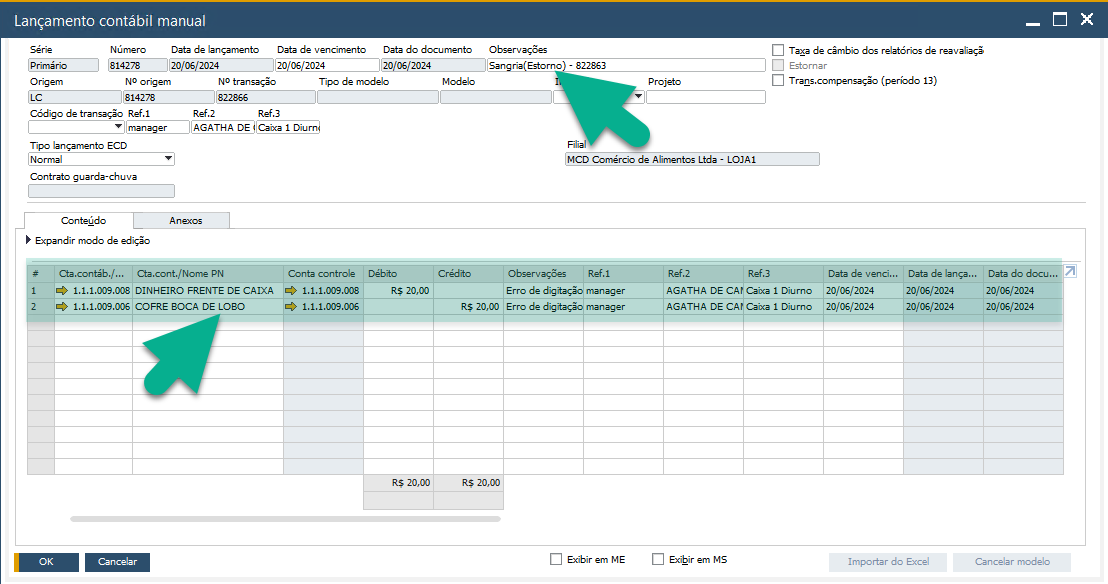 Lançamento contábil manual
Série Número Data de lançamento Data de vencimento Data do documento Observações
Primário 814278 20/06/2024 20/06/2024 20/06/2024 Sangria(Estorno) - 822863
Taxa de câmbio dos relatórios de reavaliaçã
Estornar
Trans.compensação (período 13)
Origem Nº origem Nº transação Tipo de modelo Modelo Projeto
LC 814278 822866
Código de transação Ref.1 Ref.2 Ref.3
manager AGATHA DE Caixa 1 Diurno
Tipo lançamento ECD Filial
Normal MCD Comércio de Alimentos Ltda - LOJA1
Contrato guarda-chuva
Conteúdo Anexos
Expandir modo de edição
# Cta.contáb./... Cta.cont./Nome PN Conta controle Débito Crédito Observações Ref.1 Ref.2 Ref.3 Data de venci... Data de lança... Data do docu...
1 1.1.1.009.008 DINHEIRO FRENTE DE CAIXA 1.1.1.009.008 R$ 20,00 Erro de digitação manager AGATHA DE CAM Caixa 1 Diurno 20/06/2024 20/06/2024 20/06/2024
2 1.1.1.009.006 COFRE BOCA DE LOBO 1.1.1.009.006 R$ 20,00 Erro de digitação manager AGATHA DE CAM Caixa 1 Diurno 20/06/2024 20/06/2024 20/06/2024
R$ 20,00 R$ 20,00
OK Cancelar Exibir em ME Exibir em MS Importar do Excel Cancelar modelo